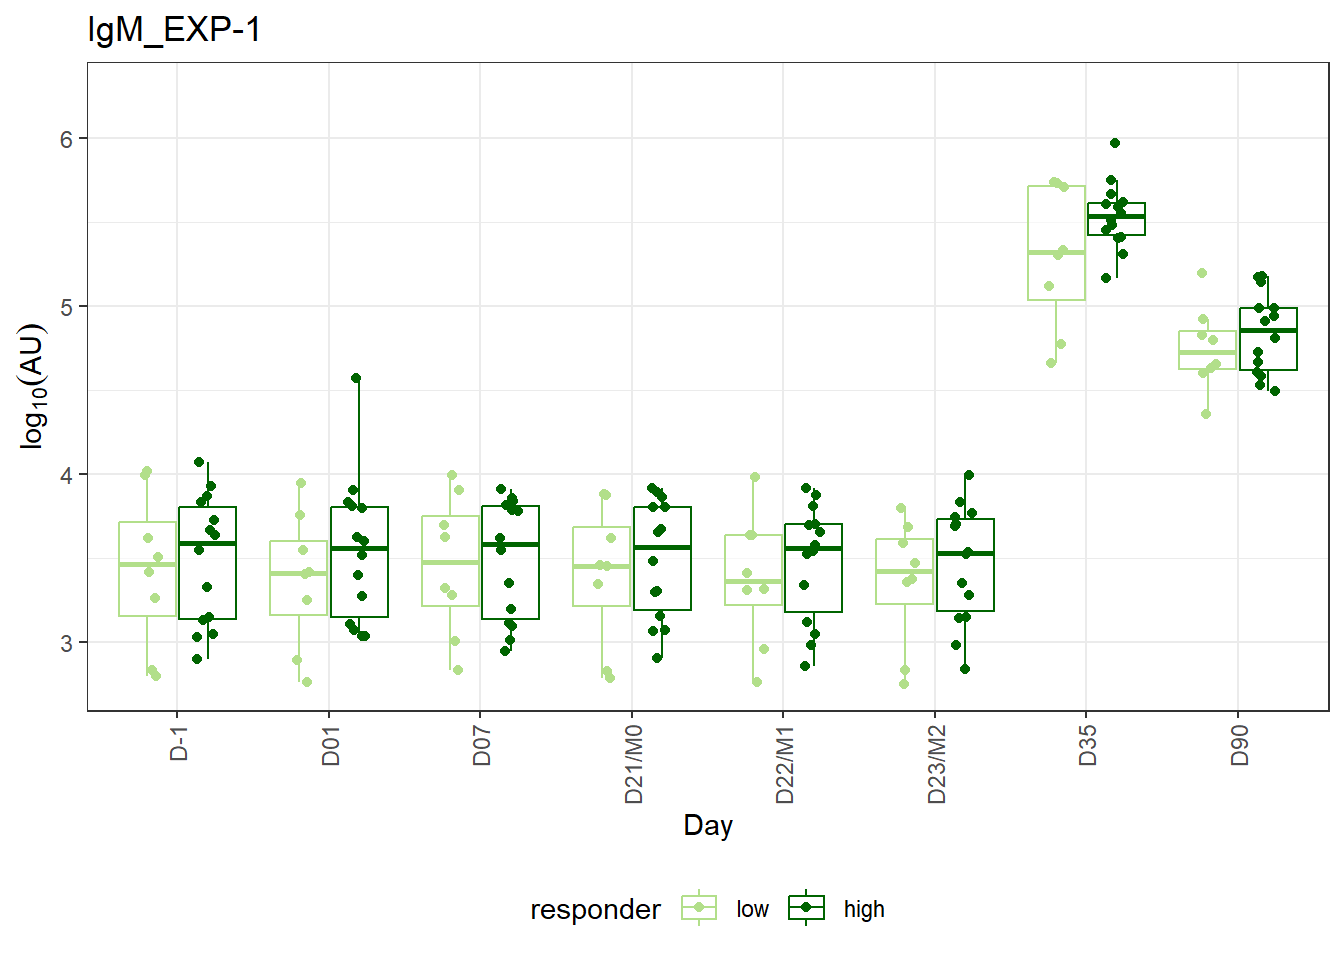 IgM_EXP-1
6
5
4
3
log10(AU)
D-1 D01 D07 D21/M0 D22/M1 D23/M2 D35 D90
Day
responder low high